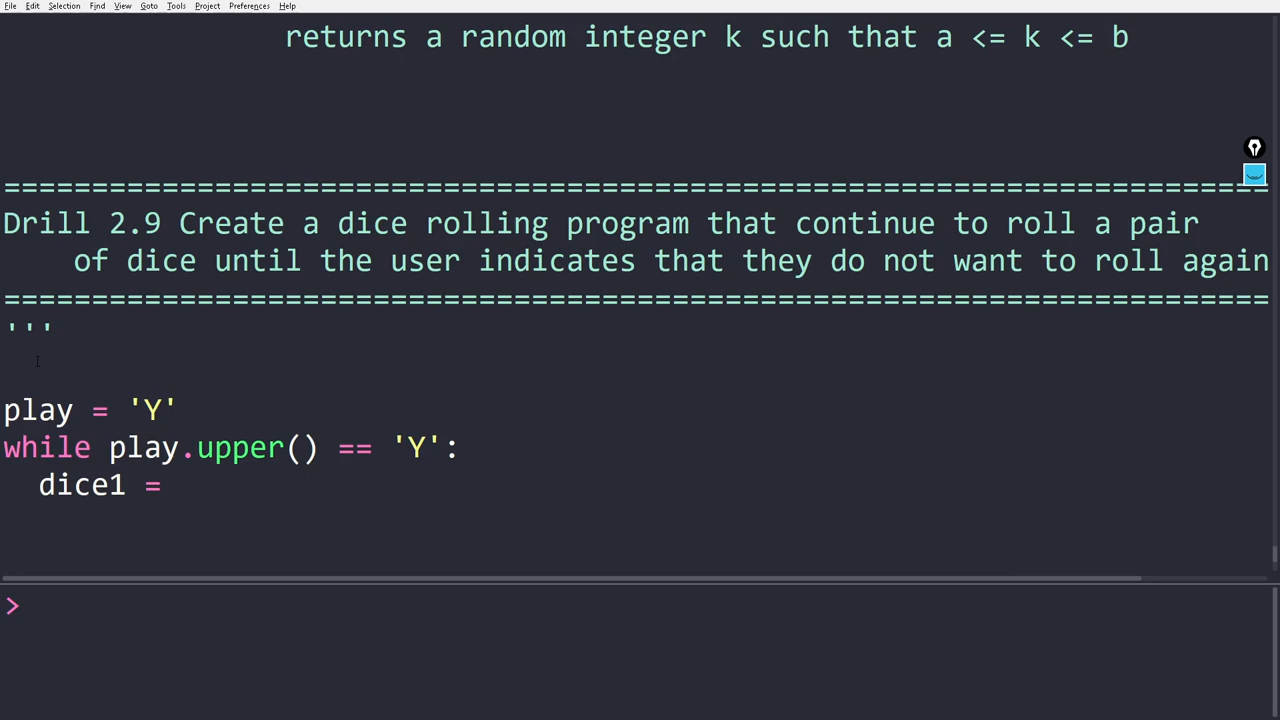 File Edit Selection Find View Goto Tools Project Preferences Help
returns a random integer k such that a <= k <= b
========================================================================
Drill 2.9 Create a dice rolling program that continue to roll a pair
of dice until the user indicates that they do not want to roll again
========================================================================
'''
play = 'Y'
while play.upper() == 'Y':
dice1 =
>